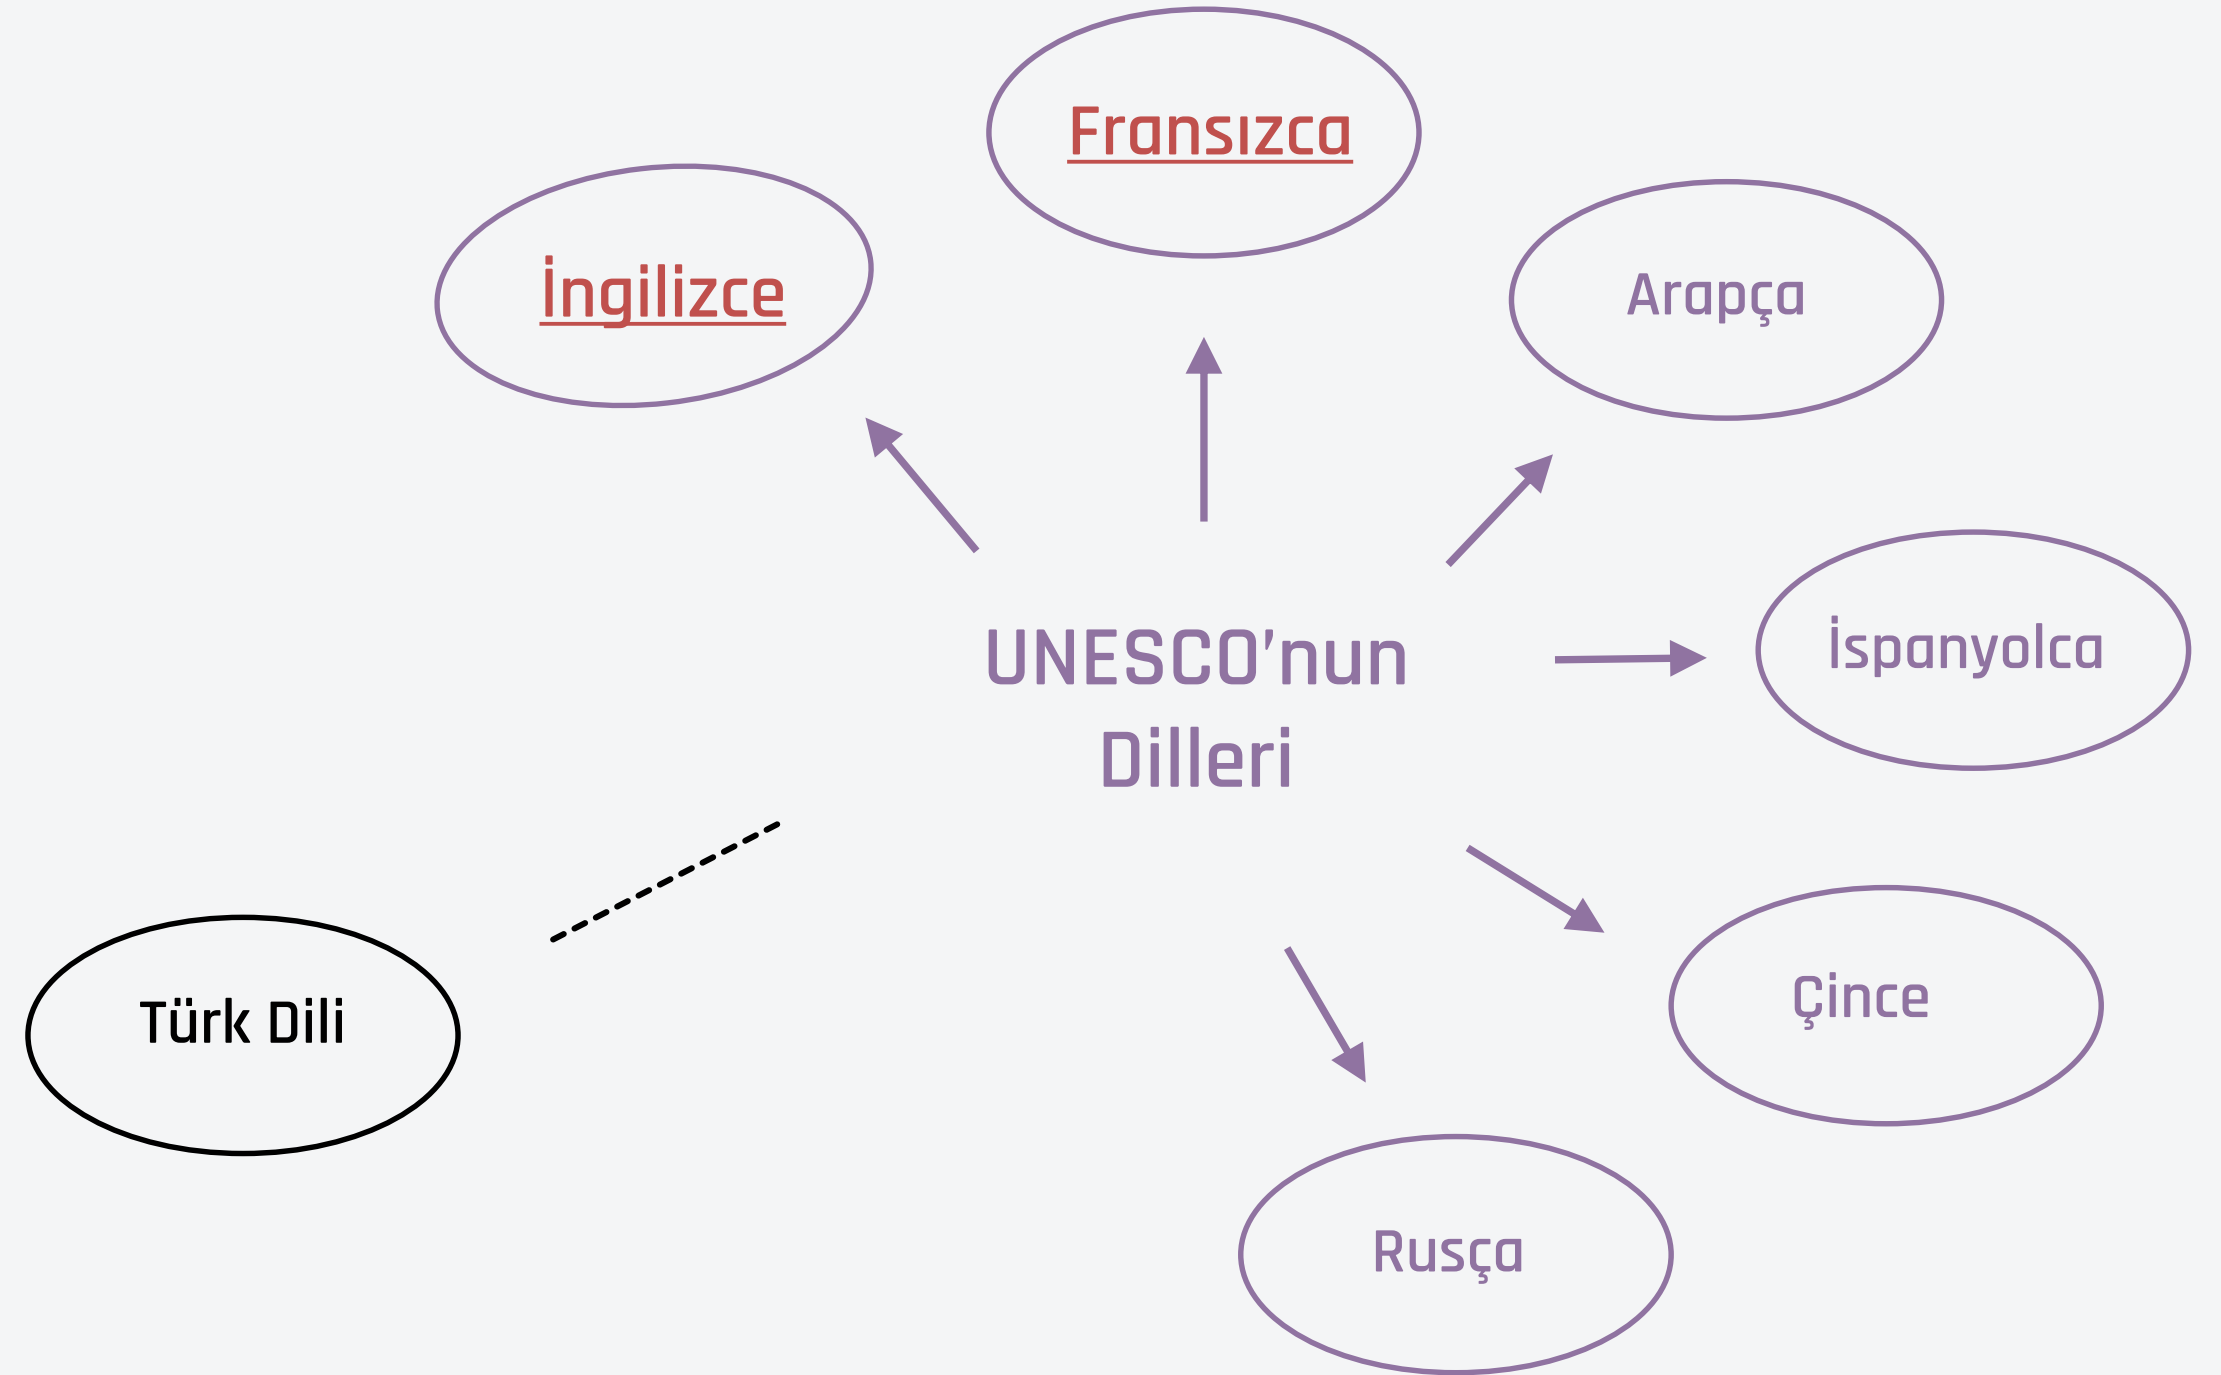 Fransızca
İngilizce
Arapça
UNESCO'nun
Dilleri
İspanyolca
Türk Dili
Çince
Rusça